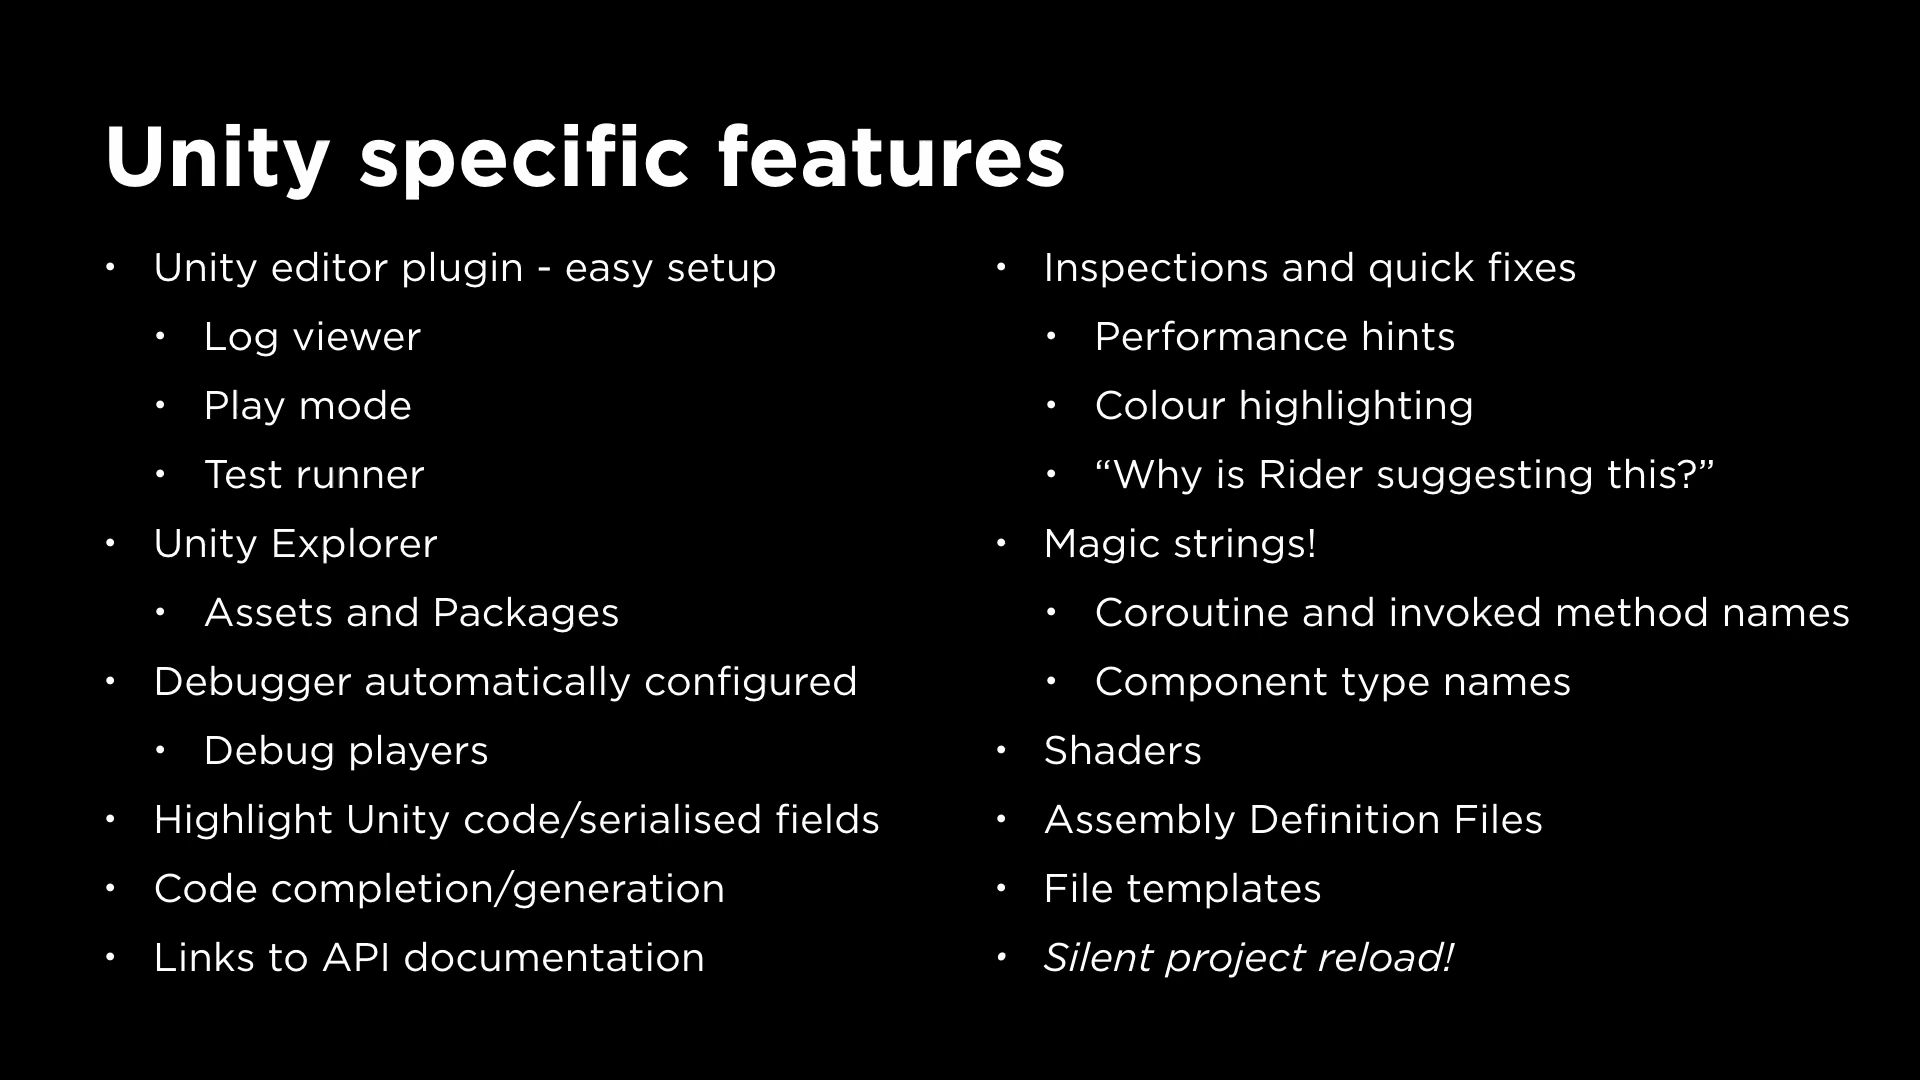 Unity specific features
• Unity editor plugin - easy setup
• Log viewer
• Play mode
• Test runner
• Unity Explorer
• Assets and Packages
• Debugger automatically configured
• Debug players
• Highlight Unity code/serialised fields
• Code completion/generation
• Links to API documentation
• Inspections and quick fixes
• Performance hints
• Colour highlighting
• “Why is Rider suggesting this?”
• Magic strings!
• Coroutine and invoked method names
• Component type names
• Shaders
• Assembly Definition Files
• File templates
• Silent project reload!